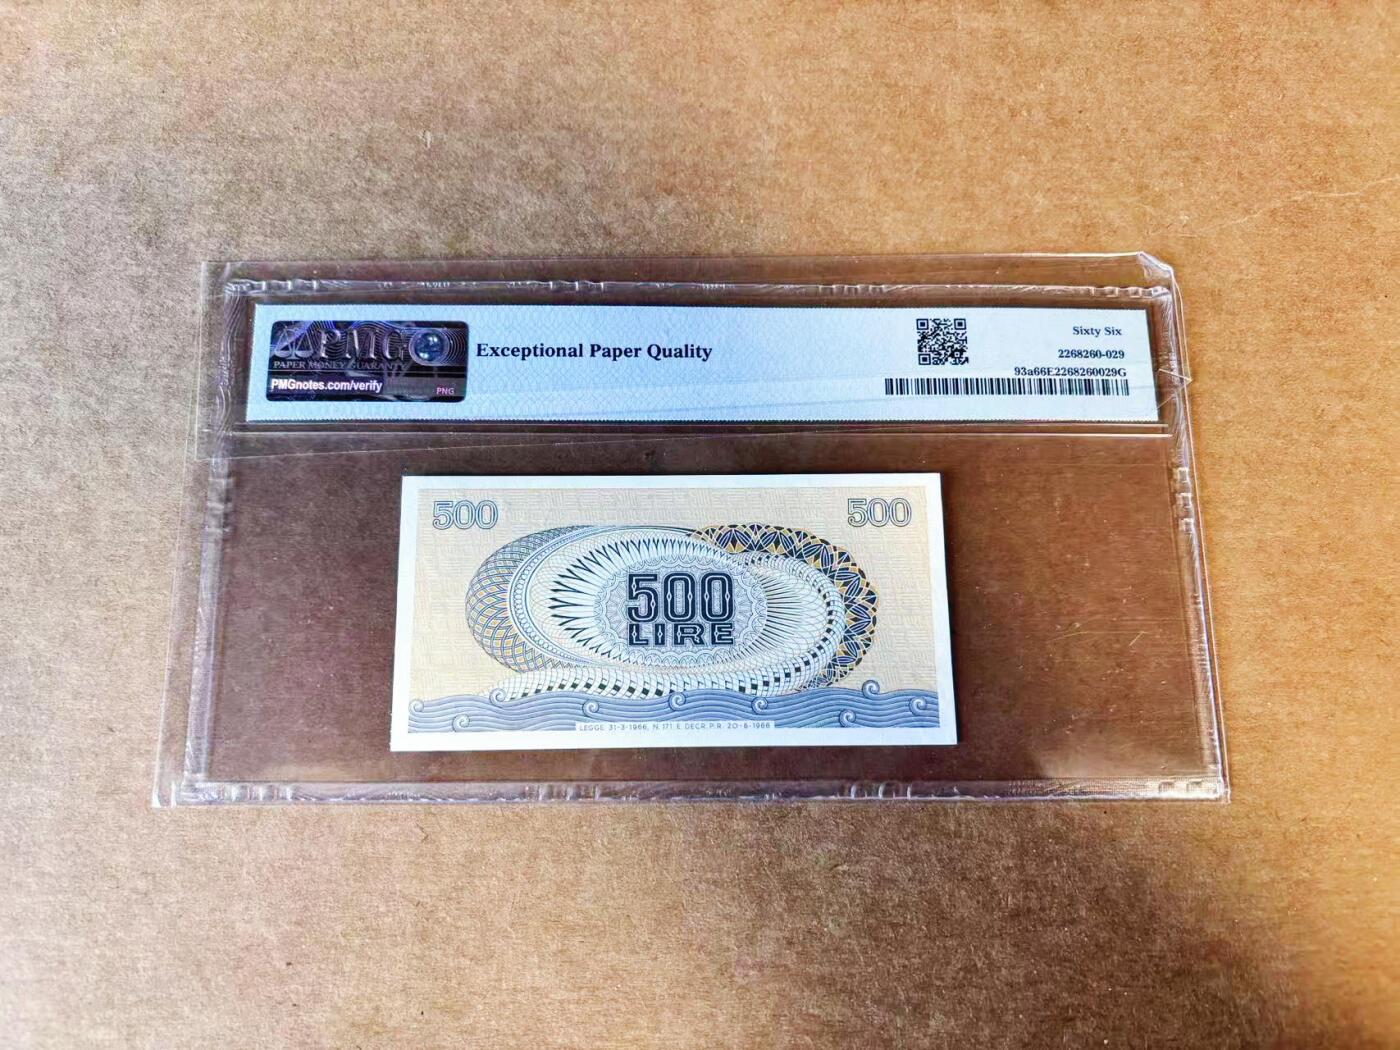 PMG
PAPER MONEY GUARANTY
PMGnotes.com/verify
PNG
Exceptional Paper Quality
Sixty Six
2268260-029
93a66E2268260029G
500
500
500
LIRE
LEGGE 31-3-1966, N. 171 E DECR. P.R. 20-6-1966